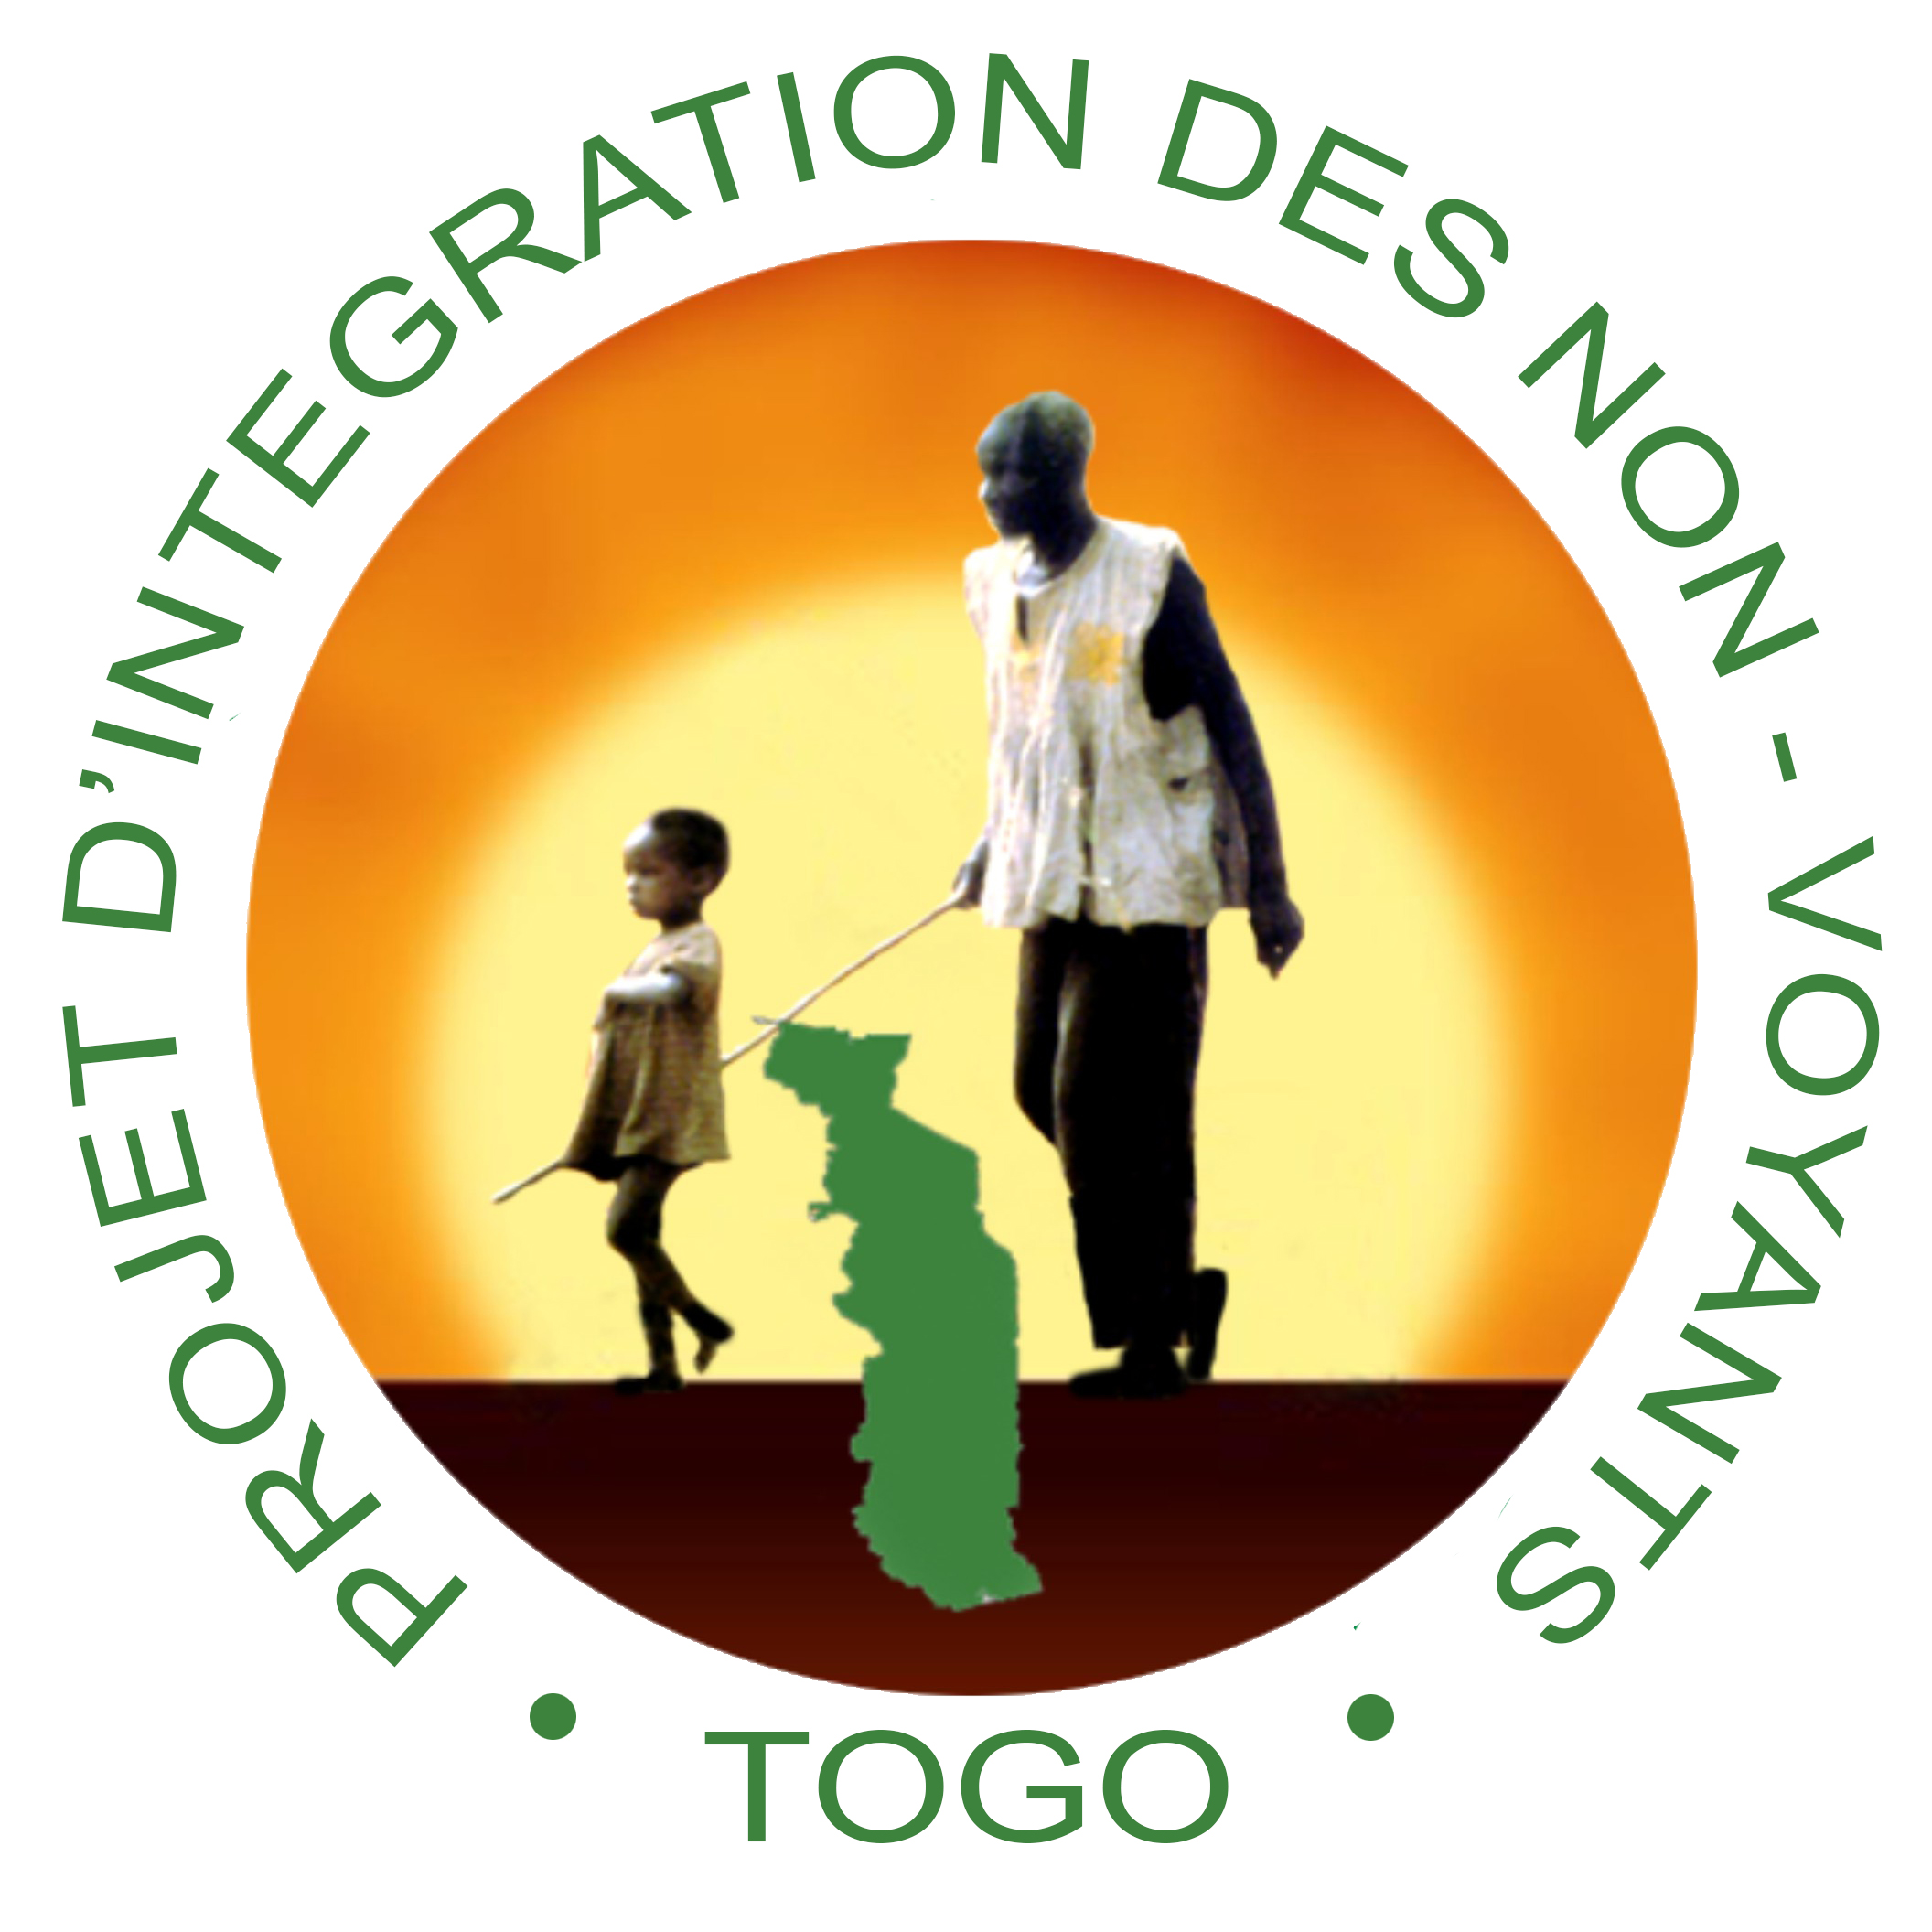 PROJET D’INTEGRATION DES NON - VOYANTS
• TOGO •